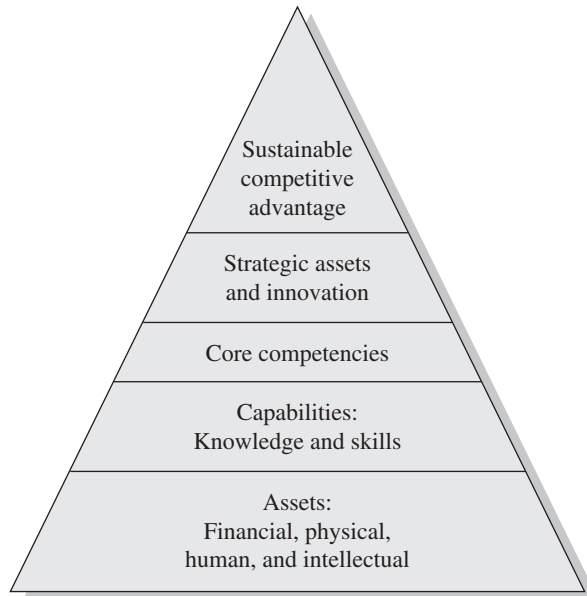 Sustainable
competitive
advantage
Strategic assets
and innovation
Core competencies
Capabilities:
Knowledge and skills
Assets:
Financial, physical,
human, and intellectual